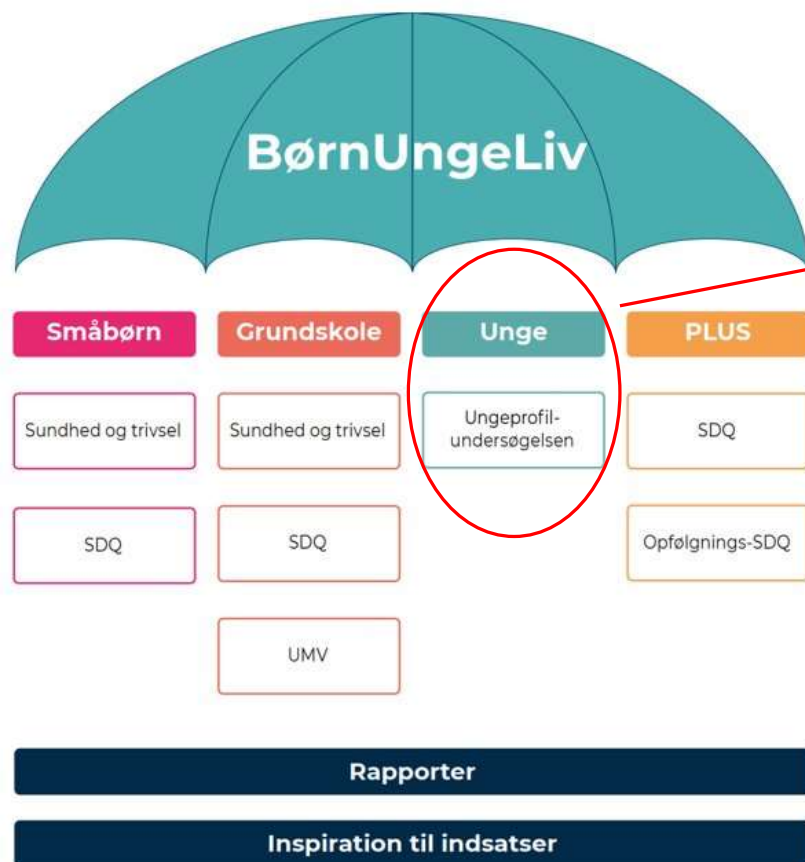 BørnUngeLiv
Småbørn
Grundskole
Unge
PLUS
Sundhed og trivsel
Sundhed og trivsel
Ungeprofil-
undersøgelsen
SDQ
SDQ
SDQ
Opfølgnings-SDQ
UMV
Rapporter
Inspiration til indsatser